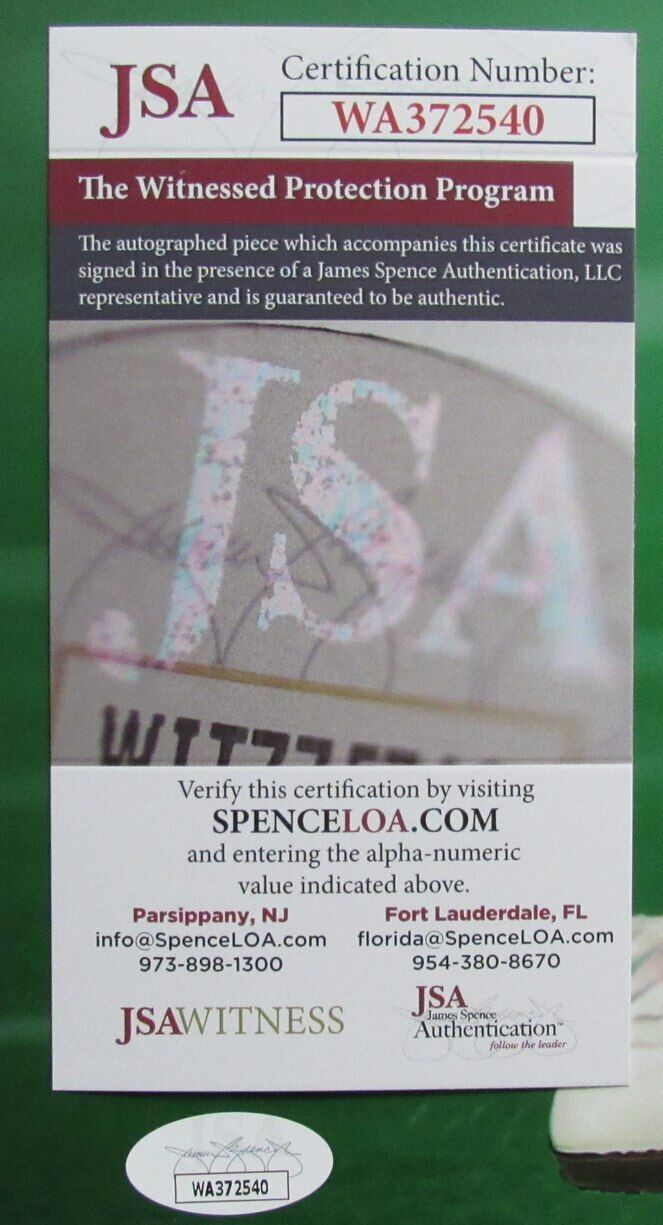 JSA
Certification Number:
WA372540
The Witnessed Protection Program
The autographed piece which accompanies this certificate was
signed in the presence of a James Spence Authentication, LLC
representative and is guaranteed to be authentic.
JSA
Verify this certification by visiting
SPENCELOA.COM
and entering the alpha-numeric
value indicated above.
Parsippany, NJ
info@SpenceLOA.com
973-898-1300
Fort Lauderdale, FL
florida@SpenceLOA.com
954-380-8670
JSAWITNESS
JSA
James Spence
Authentication™
follow the leader
WA372540